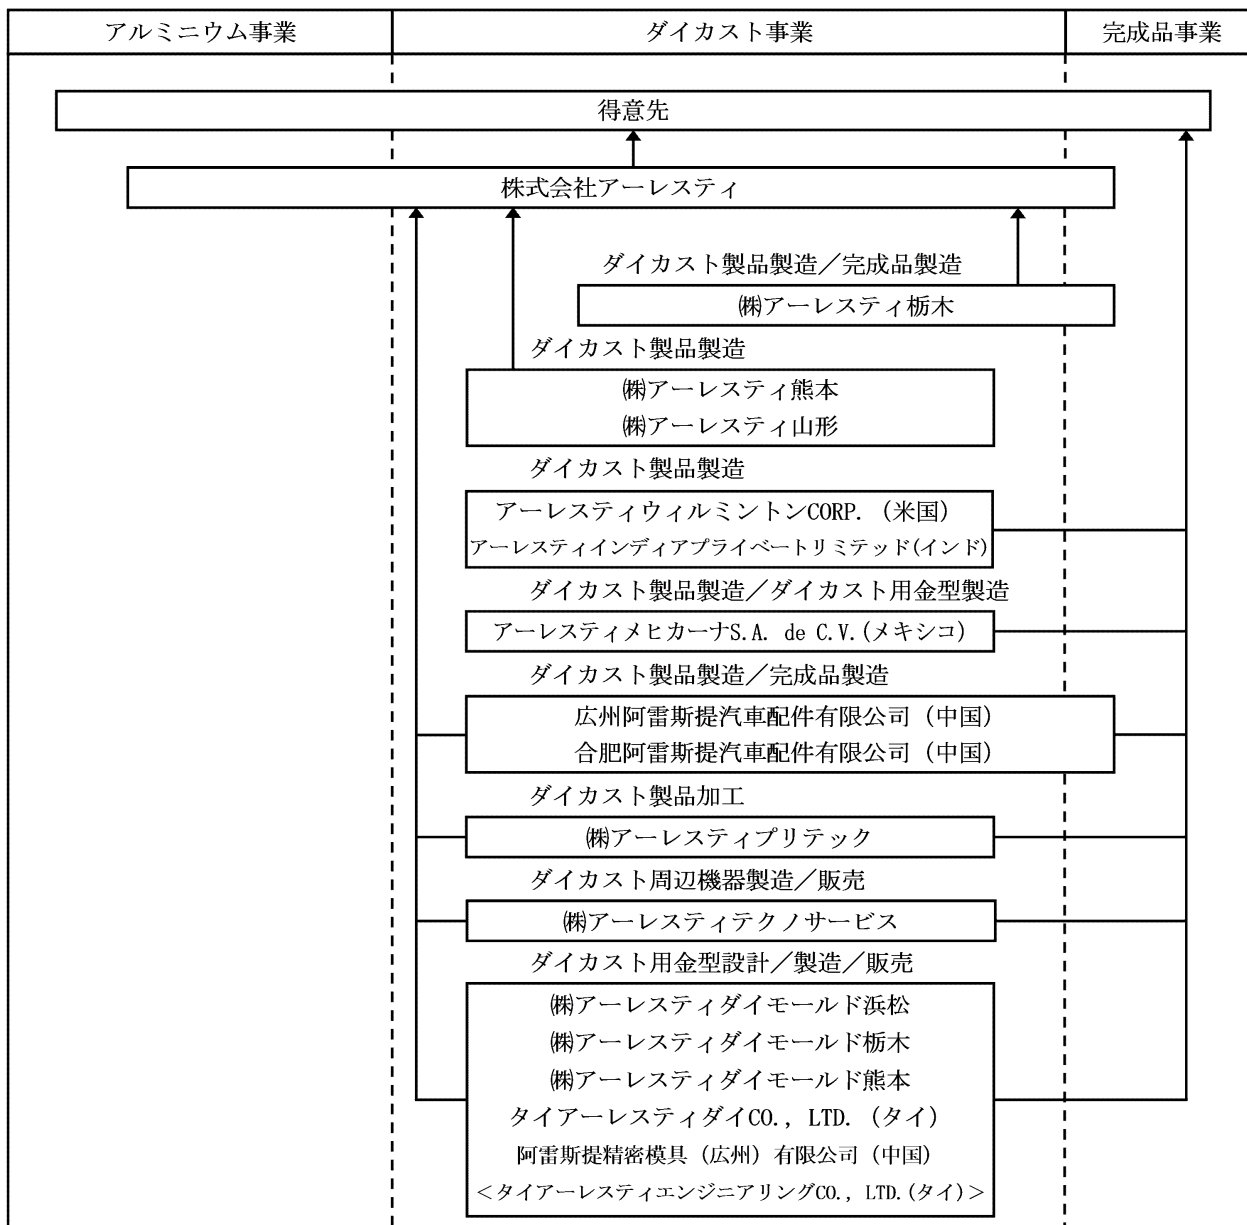 アルミニウム事業
ダイカスト事業
完成品事業
得意先
株式会社アーレスティ
ダイカスト製品製造／完成品製造
㈱アーレスティ栃木
ダイカスト製品製造
㈱アーレスティ熊本
㈱アーレスティ山形
ダイカスト製品製造
アーレスティウィルミントンCORP.（米国）
アーレスティインディアプライベートリミテッド(インド)
ダイカスト製品製造／ダイカスト用金型製造
アーレスティメヒカーナS.A. de C.V.(メキシコ)
ダイカスト製品製造／完成品製造
広州阿雷斯提汽車配件有限公司（中国）
合肥阿雷斯提汽車配件有限公司（中国）
ダイカスト製品加工
㈱アーレスティプリテック
ダイカスト周辺機器製造／販売
㈱アーレスティテクノサービス
ダイカスト用金型設計／製造／販売
㈱アーレスティダイモールド浜松
㈱アーレスティダイモールド栃木
㈱アーレスティダイモールド熊本
タイアーレスティダイCO., LTD.（タイ）
阿雷斯提精密模具（広州）有限公司（中国）
＜タイアーレスティエンジニアリングCO., LTD.(タイ)＞